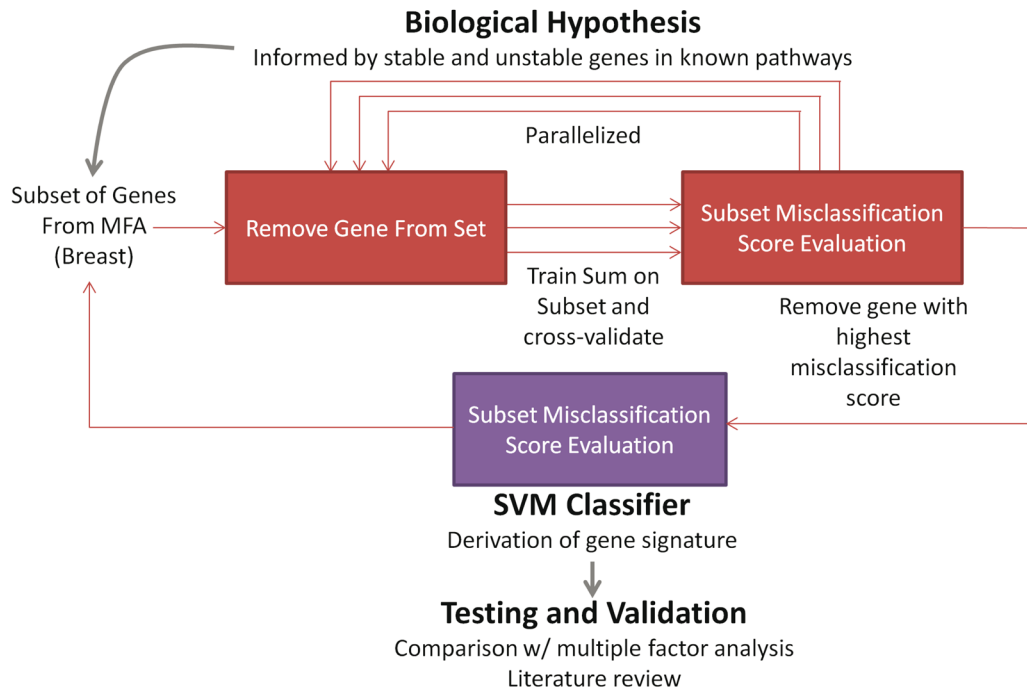 Biological Hypothesis
Informed by stable and unstable genes in known pathways
Parallelized
Subset of Genes
From MFA
(Breast)
Remove Gene From Set
Subset Misclassification
Score Evaluation
Train Sum on
Subset and
cross-validate
Remove gene with
highest
misclassification
score
Subset Misclassification
Score Evaluation
SVM Classifier
Derivation of gene signature
Testing and Validation
Comparison w/ multiple factor analysis
Literature review